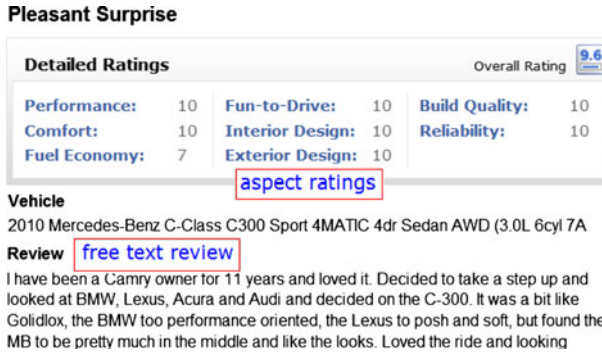 Pleasant Surprise
Detailed Ratings Overall Rating 9.6
Performance: 10 Fun-to-Drive: 10 Build Quality: 10
Comfort: 10 Interior Design: 10 Reliability: 10
Fuel Economy: 7 Exterior Design: 10
aspect ratings
Vehicle
2010 Mercedes-Benz C-Class C300 Sport 4MATIC 4dr Sedan AWD (3.0L 6cyl 7A
Review free text review
I have been a Camry owner for 11 years and loved it. Decided to take a step up and
looked at BMW, Lexus, Acura and Audi and decided on the C-300. It was a bit like
Golidlox, the BMW too performance oriented, the Lexus to posh and soft, but found the
MB to be pretty much in the middle and like the looks. Loved the ride and looking